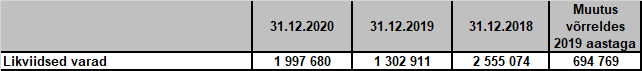 31.12.2020 31.12.2019 31.12.2018 Muutus võrreldes 2019 aastaga
Likviidsed varad 1 997 680 1 302 911 2 555 074 694 769